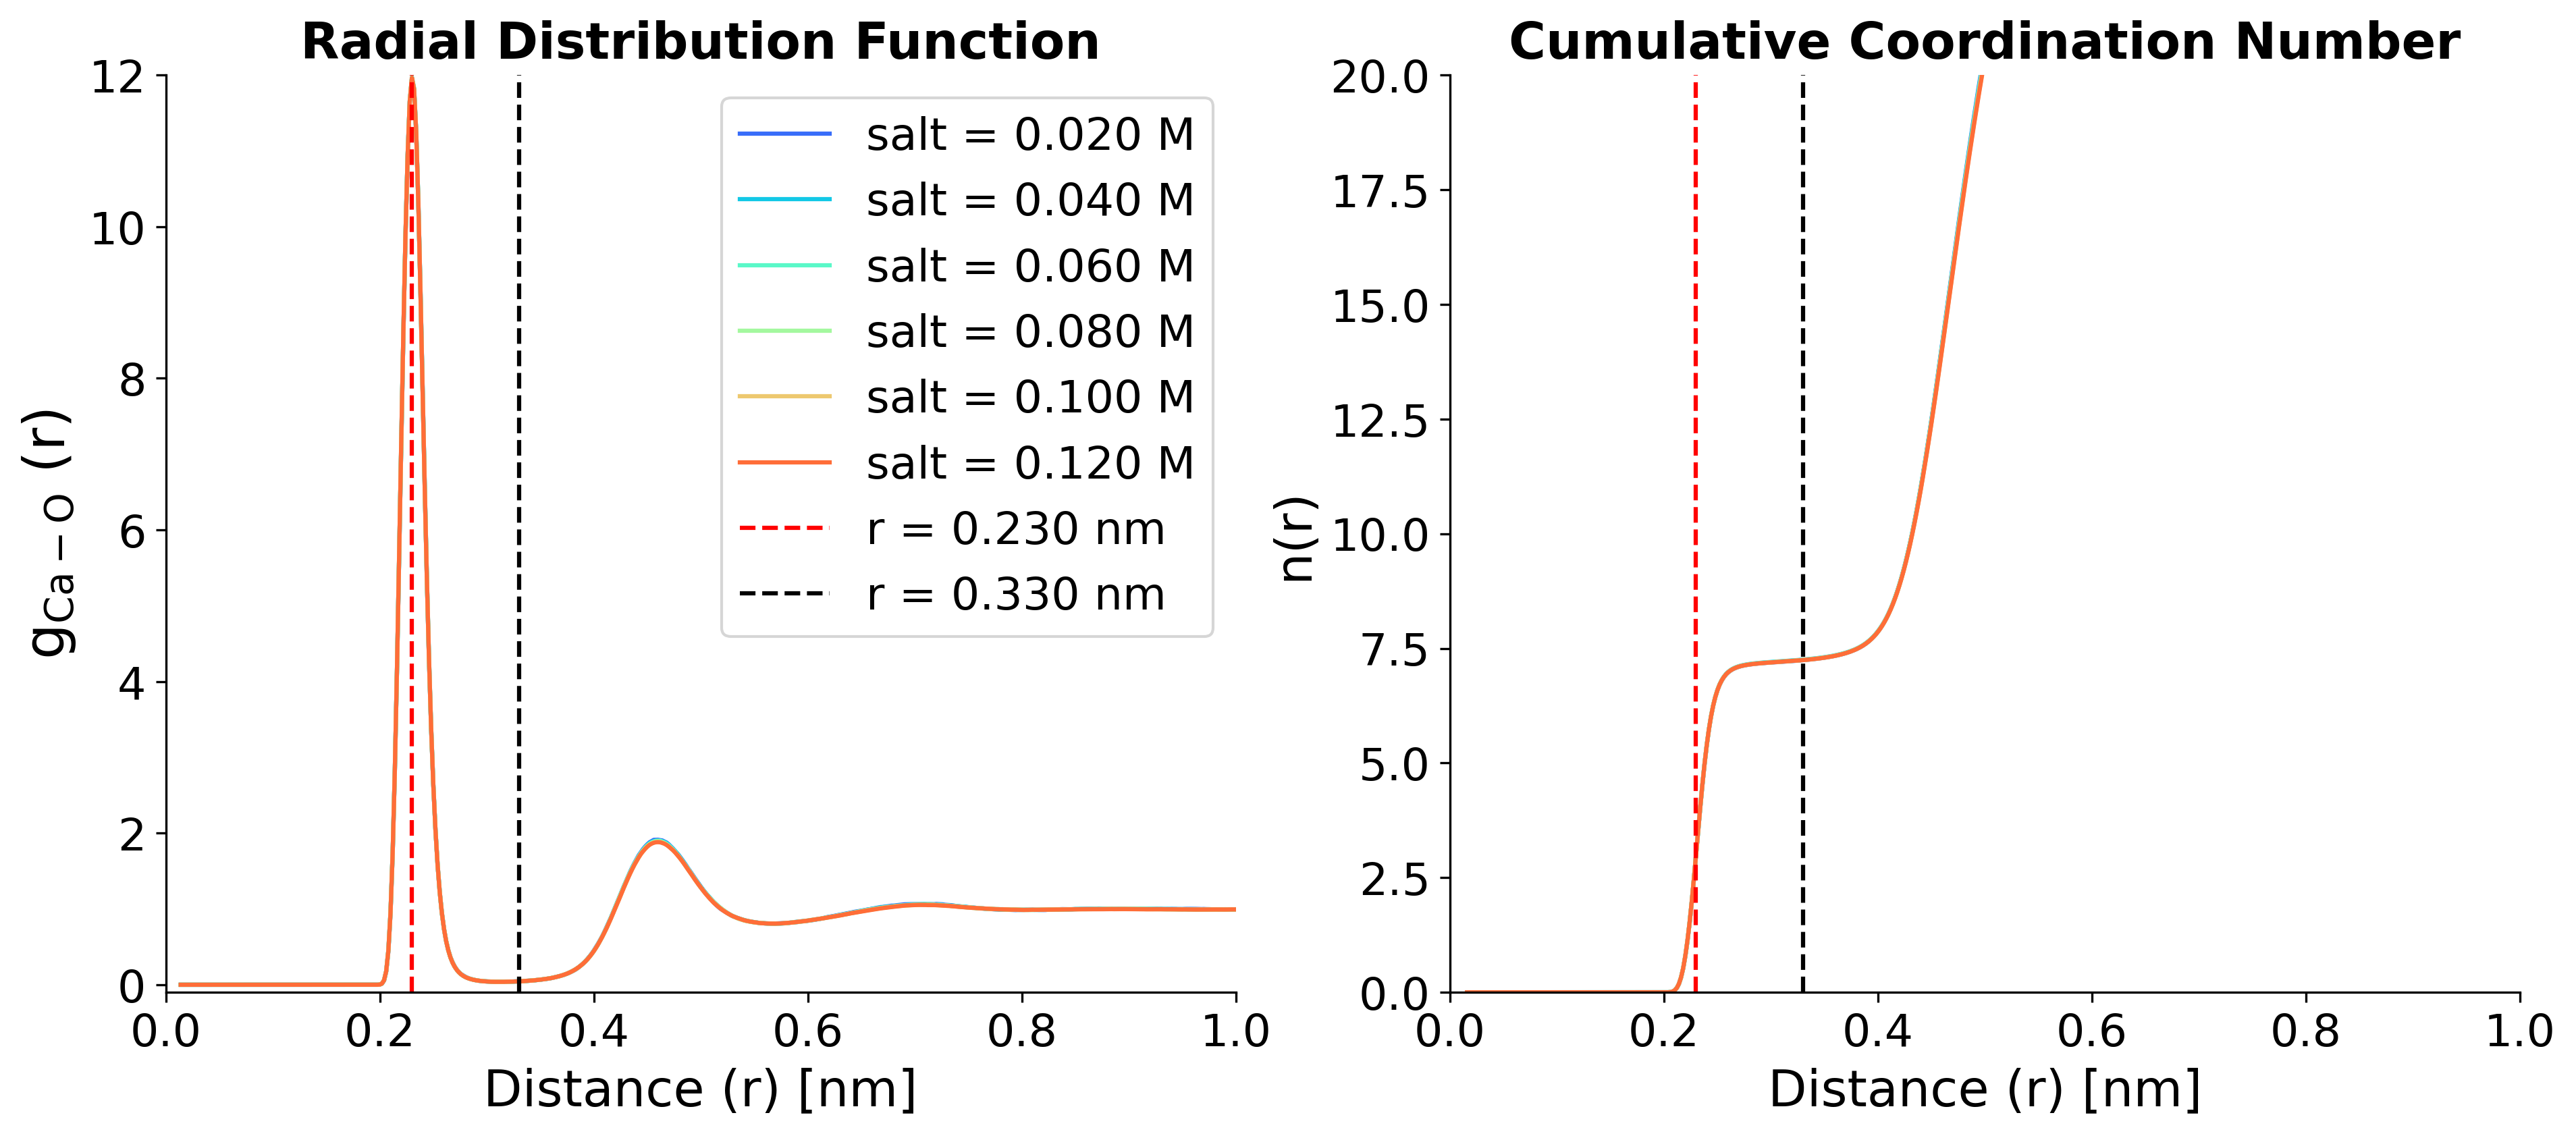 Radial Distribution Function
g_{Ca-O} (r)
12
10
8
6
4
2
0
salt = 0.020 M
salt = 0.040 M
salt = 0.060 M
salt = 0.080 M
salt = 0.100 M
salt = 0.120 M
r = 0.230 nm
r = 0.330 nm
0.0 0.2 0.4 0.6 0.8 1.0
Distance (r) [nm]
Cumulative Coordination Number
n(r)
20.0
17.5
15.0
12.5
10.0
7.5
5.0
2.5
0.0
0.0 0.2 0.4 0.6 0.8 1.0
Distance (r) [nm]